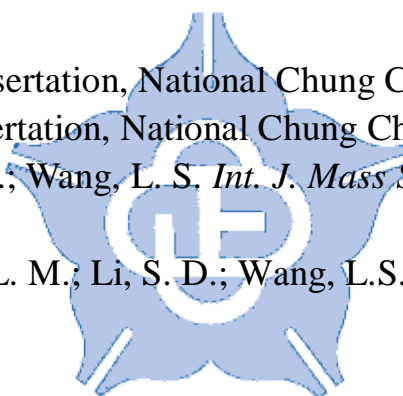 sertation, National Chung C
ertation, National Chung Ch
.; Wang, L. S. Int. J. Mass S
L. M.; Li, S. D.; Wang, L.S.